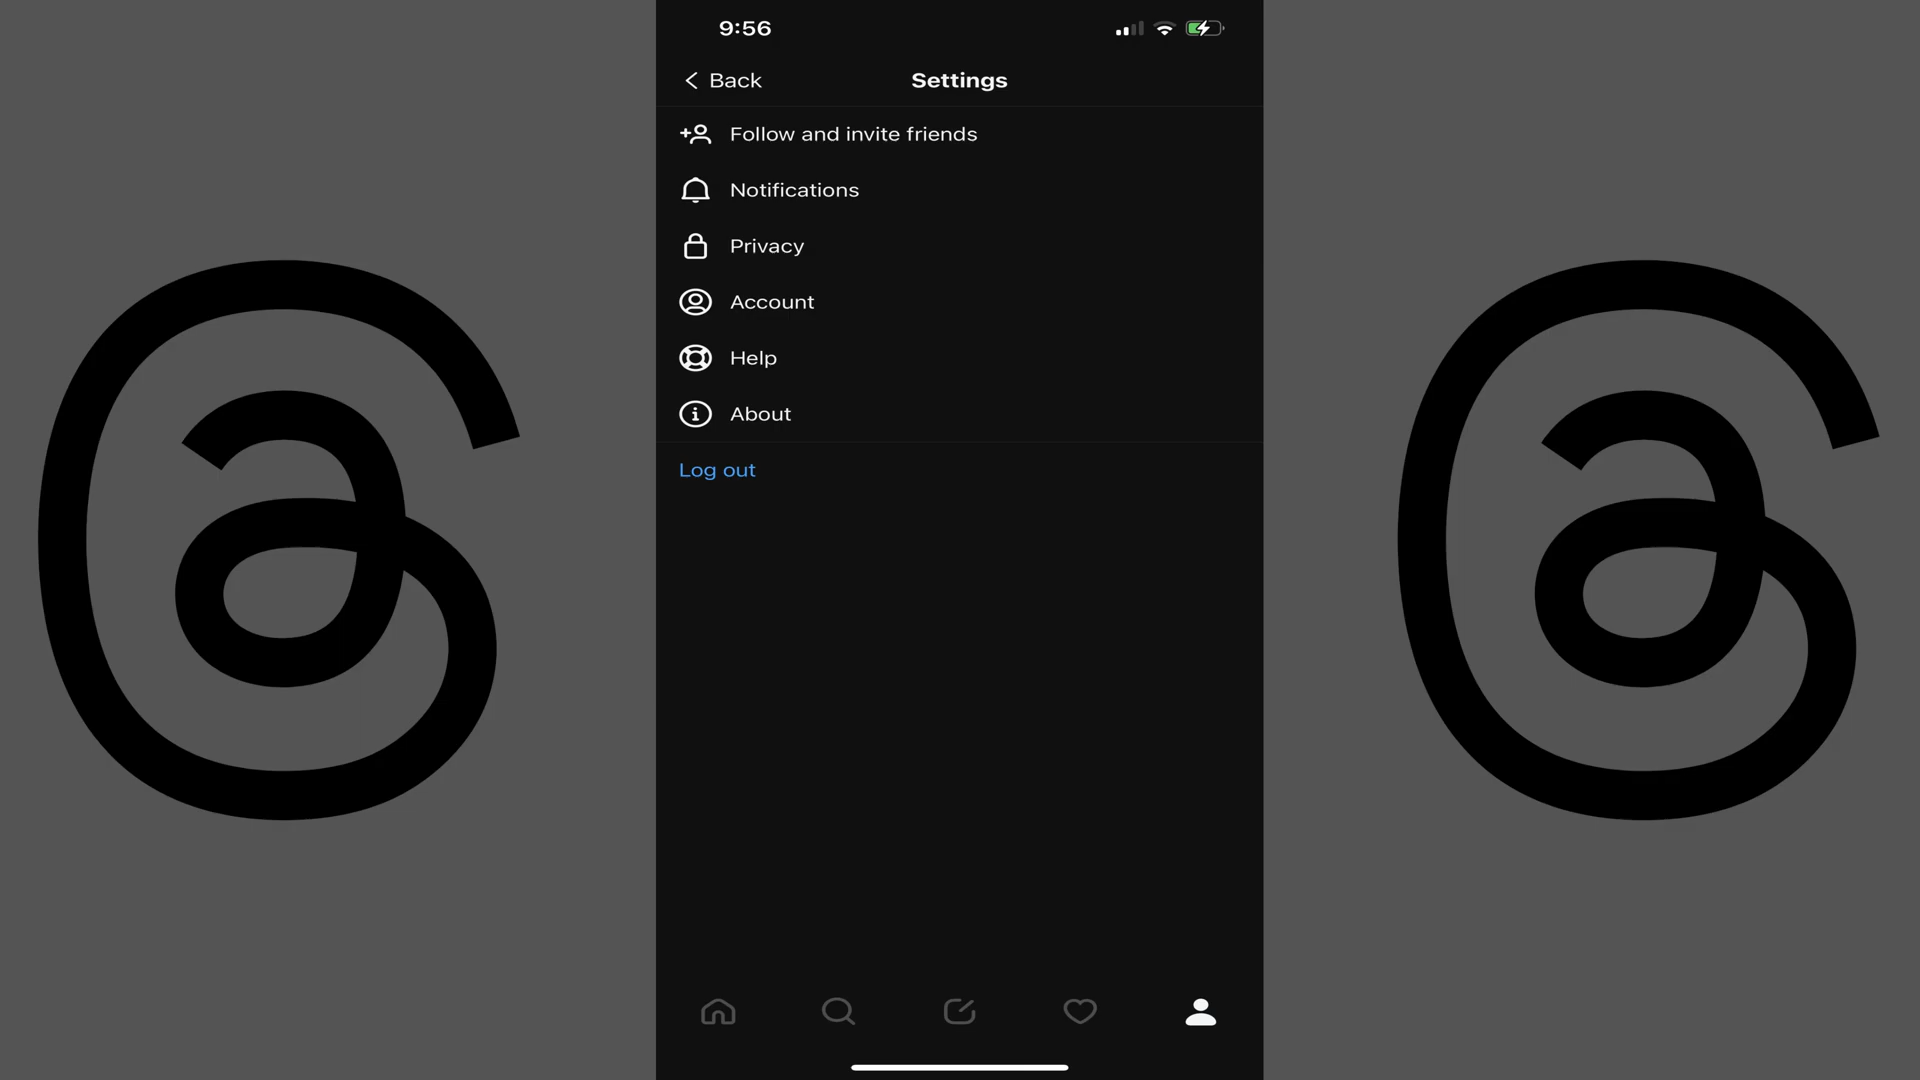 9:56
Back
Settings
Follow and invite friends
Notifications
Privacy
Account
Help
About
Log out